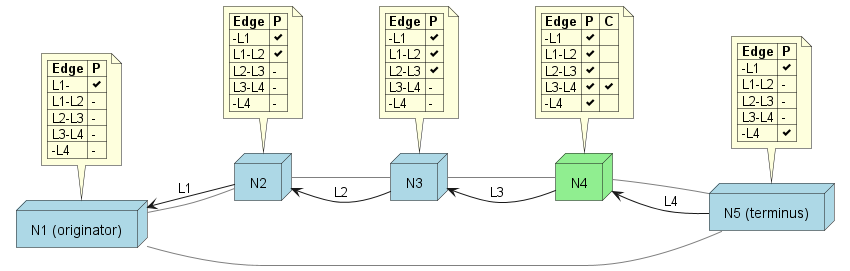 Edge P
L1- ✔
L1-L2 -
L2-L3 -
L3-L4 -
-L4 -
Edge P
-L1 ✔
L1-L2 ✔
L2-L3 -
L3-L4 -
-L4 -
Edge P
-L1 ✔
L1-L2 ✔
L2-L3 ✔
L3-L4 -
-L4 -
Edge P C
-L1 ✔
L1-L2 ✔
L2-L3 ✔
L3-L4 ✔ ✔
-L4 ✔
Edge P
-L1 ✔
L1-L2 -
L2-L3 -
L3-L4 -
-L4 ✔
N1 (originator)
L1
N2
L2
N3
L3
N4
L4
N5 (terminus)